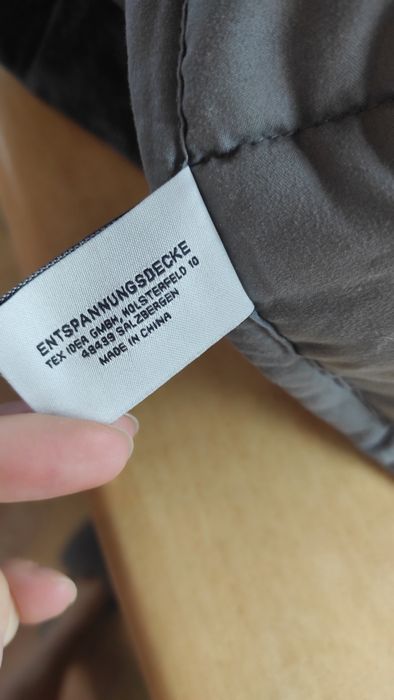 ENTSPANNUNGSDECKE
TEX IDEA GMBH, HOLSTERFELD 10
48499 SALZBERGEN
MADE IN CHINA